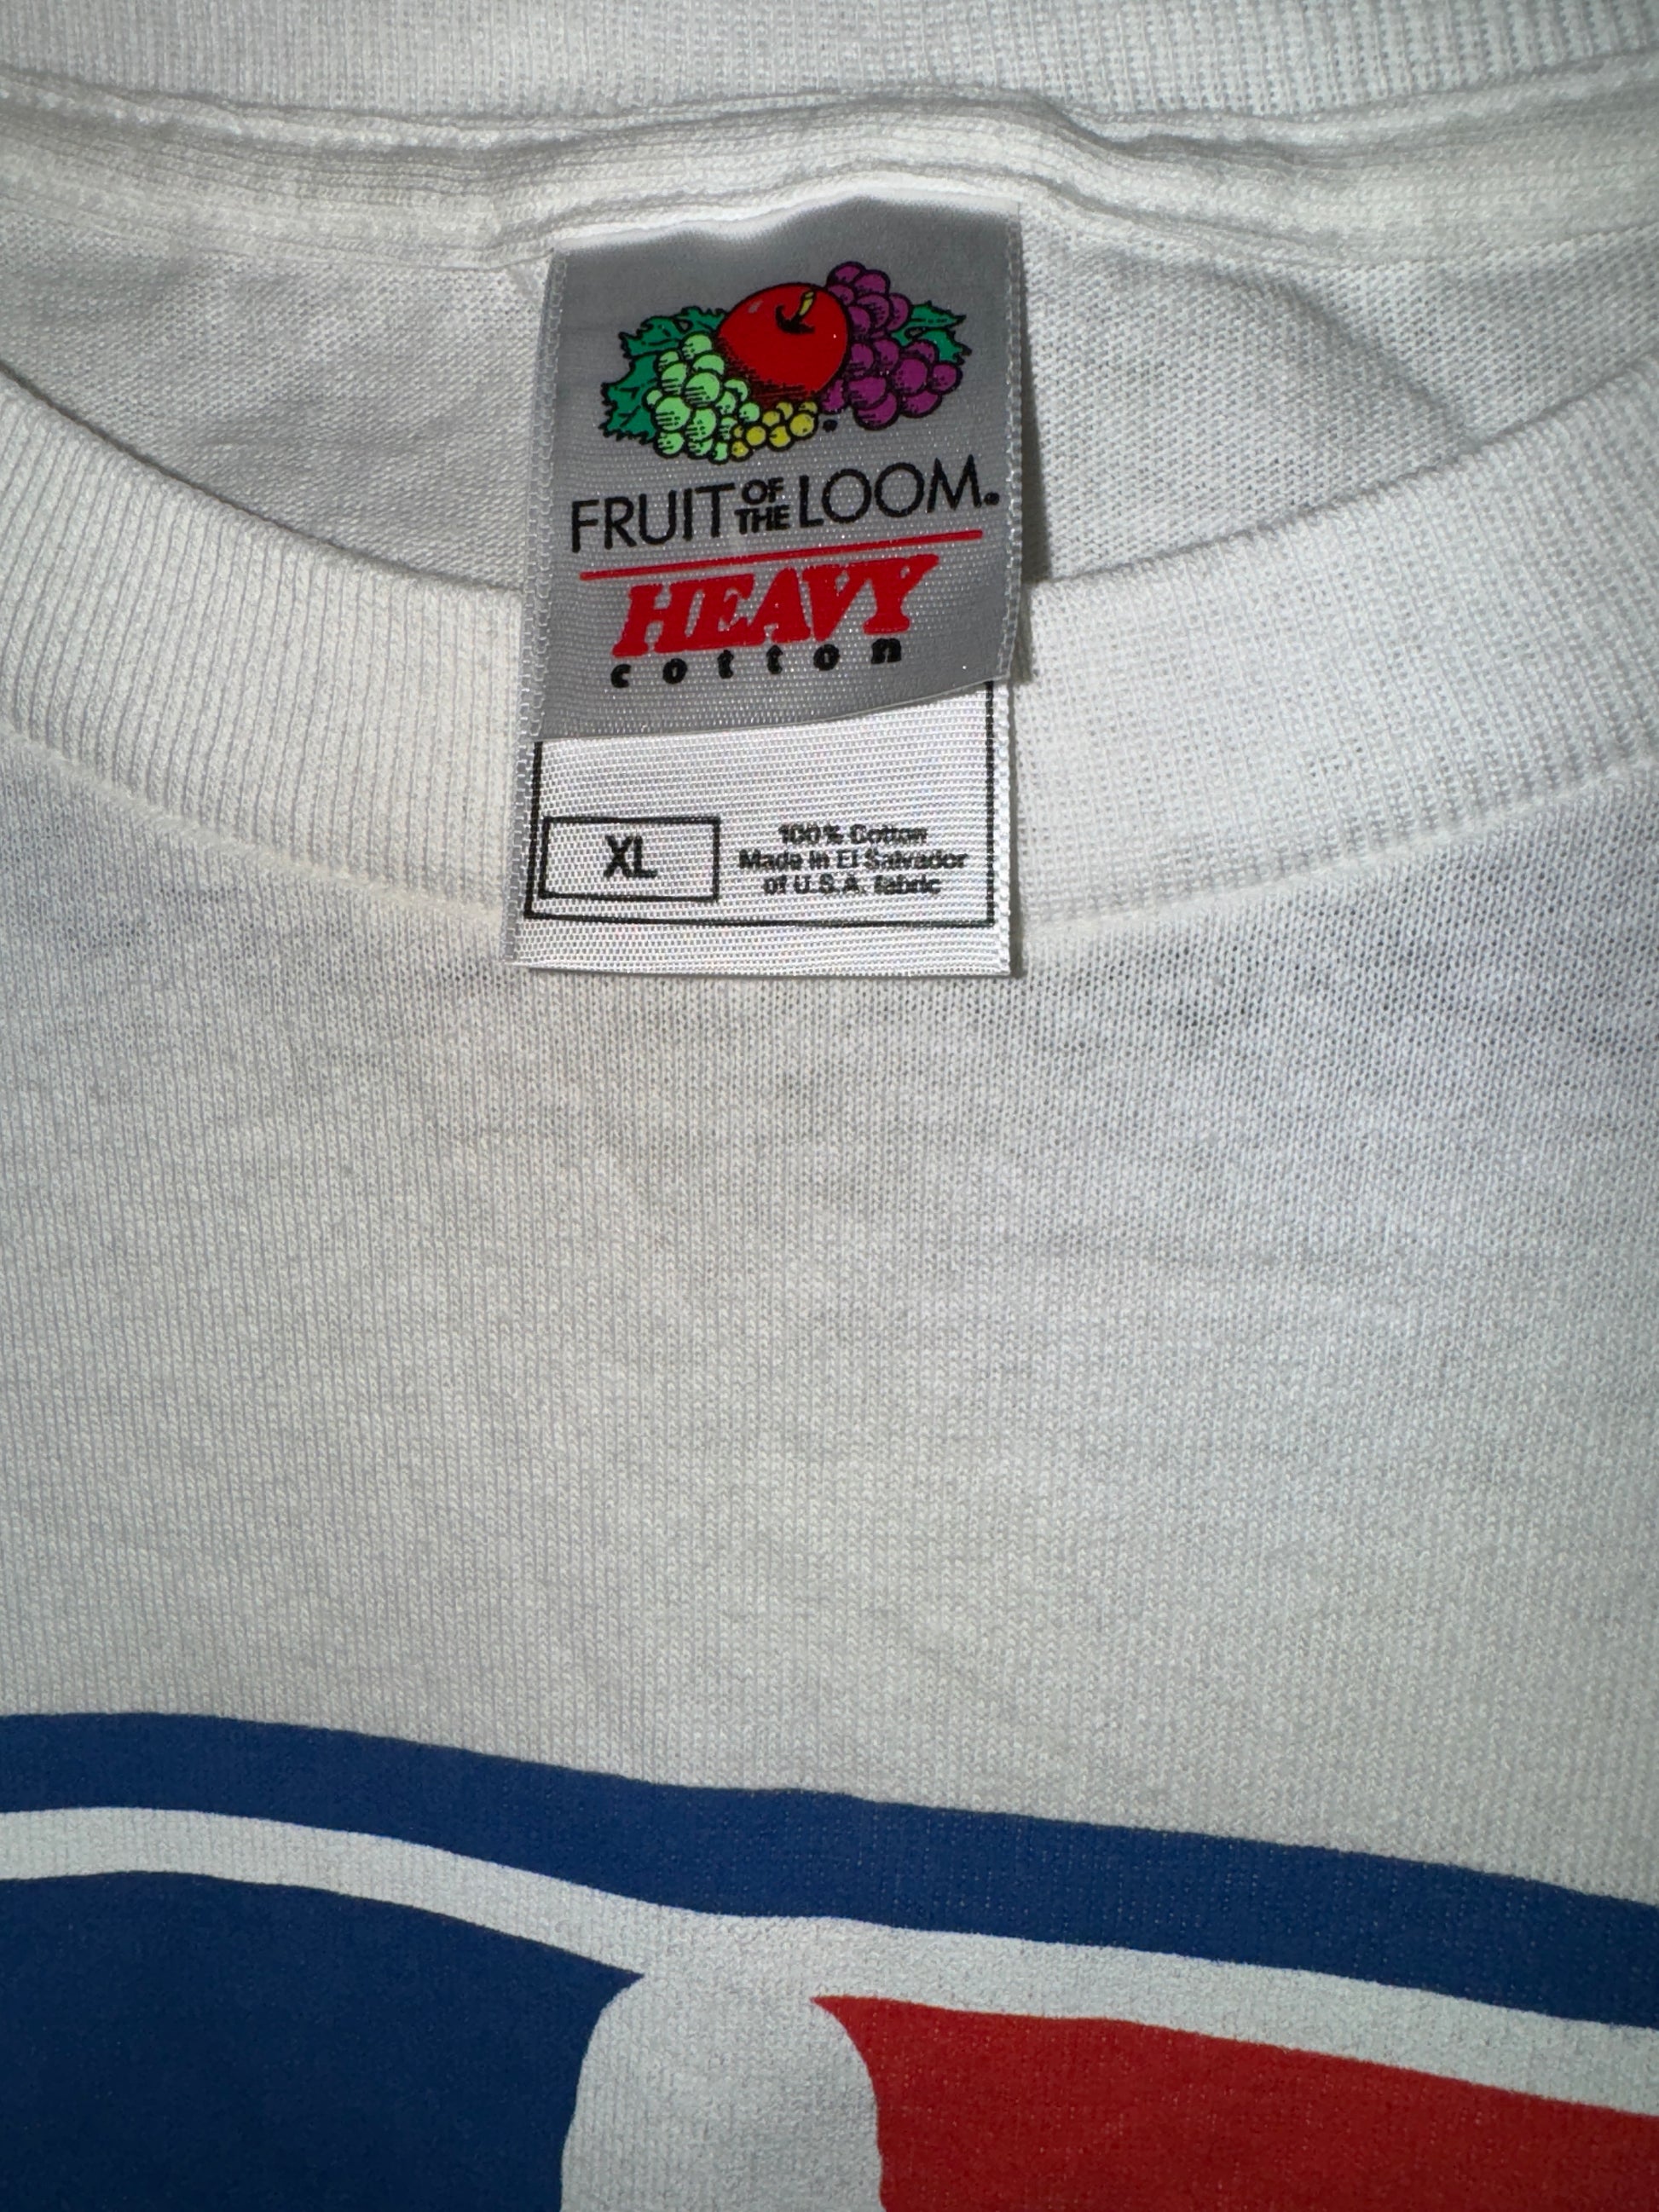 FRUIT OF THE LOOM.
HEAVY
cotton
XL
100% Cotton
Made in El Salvador
of U.S.A. fabric